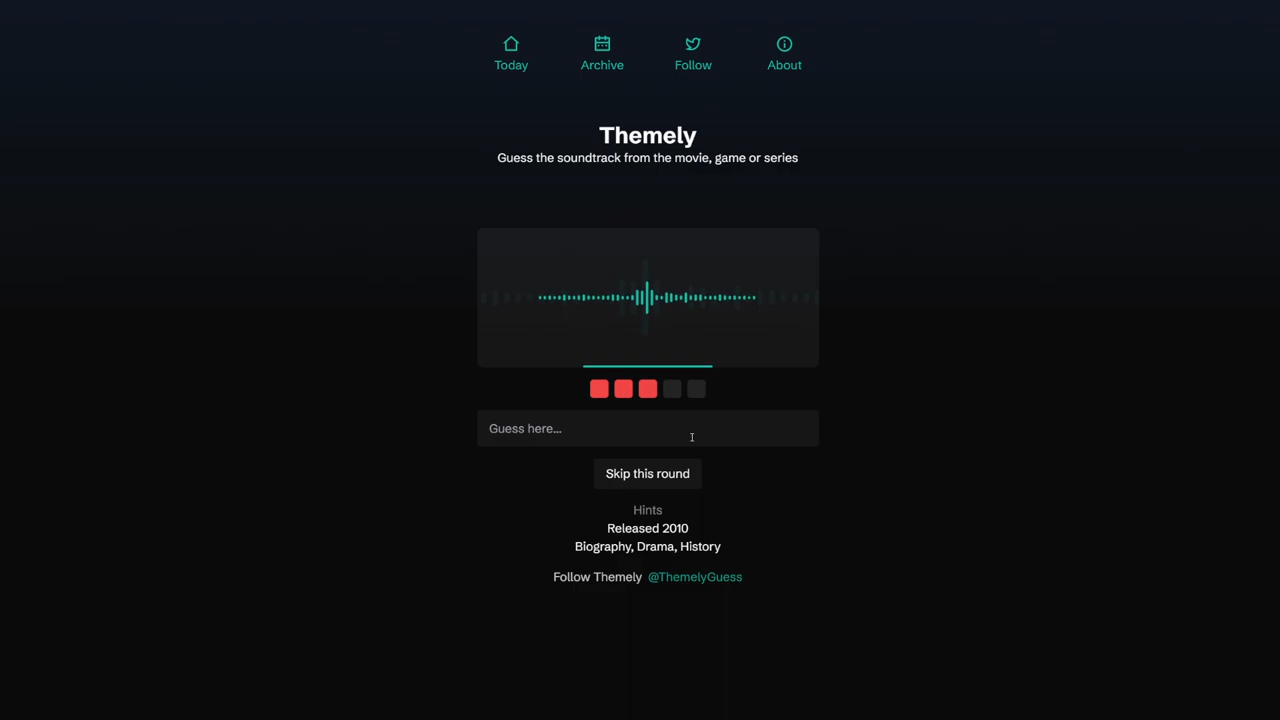 Today
Archive
Follow
About
Themely
Guess the soundtrack from the movie, game or series
Guess here...
Skip this round
Hints
Released 2010
Biography, Drama, History
Follow Themely @ThemelyGuess